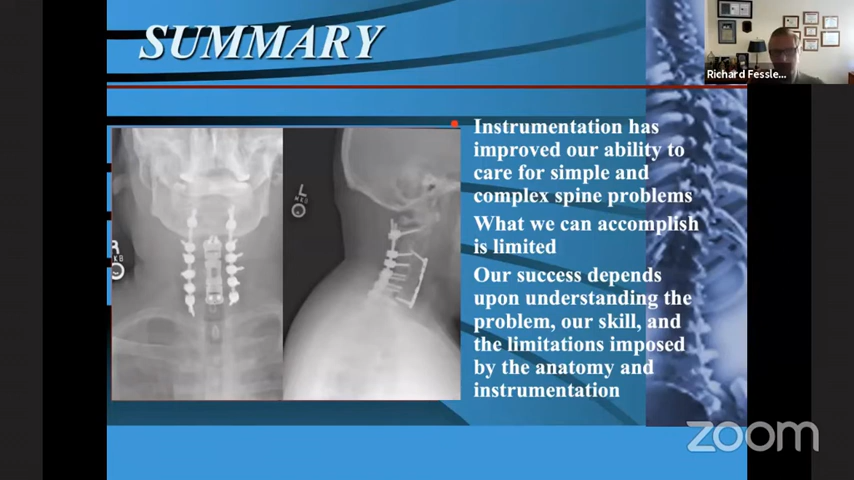 SUMMARY
Richard Fessle...
Instrumentation has
improved our ability to
care for simple and
complex spine problems
What we can accomplish
is limited
Our success depends
upon understanding the
problem, our skill, and
the limitations imposed
by the anatomy and
instrumentation
L
R
KB
zoom